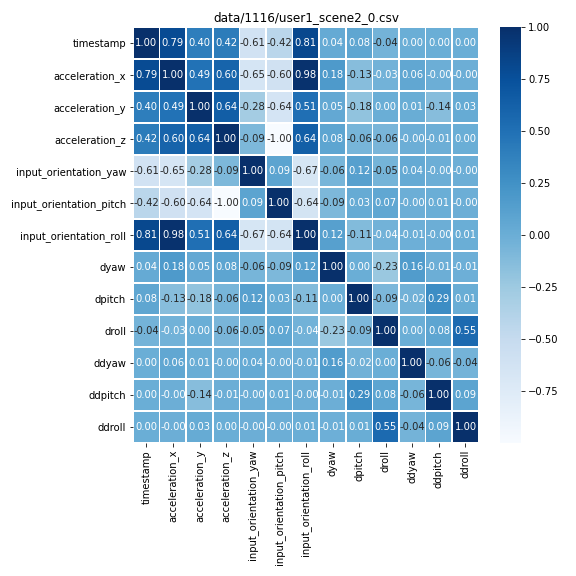 data/1116/user1_scene2_0.csv
timestamp 1.00 0.79 0.40 0.42 -0.61 -0.42 0.81 0.04 0.08 -0.04 0.00 0.00 0.00
acceleration_x 0.79 1.00 0.49 0.60 -0.65 -0.60 0.98 0.18 -0.13 -0.03 0.06 -0.00 -0.00
acceleration_y 0.40 0.49 1.00 0.64 -0.28 -0.64 0.51 0.05 -0.18 0.00 0.01 -0.14 0.03
acceleration_z 0.42 0.60 0.64 1.00 -0.09 -1.00 0.64 0.08 -0.06 -0.06 -0.00 -0.01 0.00
input_orientation_yaw -0.61 -0.65 -0.28 -0.09 1.00 0.09 -0.67 -0.06 0.12 -0.05 0.04 -0.00 -0.00
input_orientation_pitch -0.42 -0.60 -0.64 -1.00 0.09 1.00 -0.64 -0.09 0.03 0.07 -0.00 0.01 -0.00
input_orientation_roll 0.81 0.98 0.51 0.64 -0.67 -0.64 1.00 0.12 -0.11 -0.04 -0.01 -0.00 0.01
dyaw 0.04 0.18 0.05 0.08 -0.06 -0.09 0.12 1.00 0.00 -0.23 0.16 -0.01 -0.01
dpitch 0.08 -0.13 -0.18 -0.06 0.12 0.03 -0.11 0.00 1.00 -0.09 -0.02 0.29 0.01
droll -0.04 -0.03 0.00 -0.06 -0.05 0.07 -0.04 -0.23 -0.09 1.00 0.00 0.08 0.55
ddyaw 0.00 0.06 0.01 -0.00 0.04 -0.00 -0.01 0.16 -0.02 0.00 1.00 -0.06 -0.04
ddpitch 0.00 -0.00 -0.14 -0.01 -0.00 0.01 -0.00 -0.01 0.29 0.08 -0.06 1.00 0.09
ddroll 0.00 -0.00 0.03 0.00 -0.00 -0.00 0.01 -0.01 0.01 0.55 -0.04 0.09 1.00
timestamp
acceleration_x
acceleration_y
acceleration_z
input_orientation_yaw
input_orientation_pitch
input_orientation_roll
dyaw
dpitch
droll
ddyaw
ddpitch
ddroll
1.00
0.75
0.50
0.25
0.00
−0.25
−0.50
−0.75